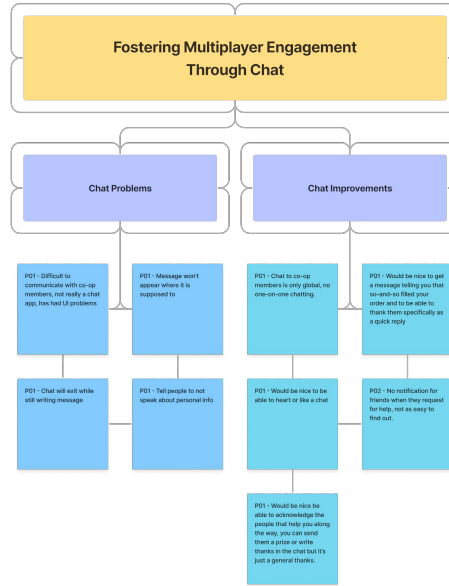 Fostering Multiplayer Engagement
Through Chat
Chat Problems
Chat Improvements
P01 - Difficult to
communicate with co-op
members, not really a chat
app, has had UI problems
P01 - Message won't
appear where it is
supposed to
P01 - Chat to co-op
members is only global, no
one-on-one chatting.
P01 - Would be nice to get
a message telling you that
so-and-so filled your
order and to be able to
thank them specifically as
a quick reply
P01 - Chat will exit while
still writing message
P01 - Tell people to not
speak about personal info
P01 - Would be nice to be
able to heart or like a chat
P02 - No notification for
friends when they request
for help, not as easy to
find out.
P01 - Would be nice be
able to acknowledge the
people that help you along
the way, you can send
them a prize or write
thanks in the chat but it's
just a general thanks.